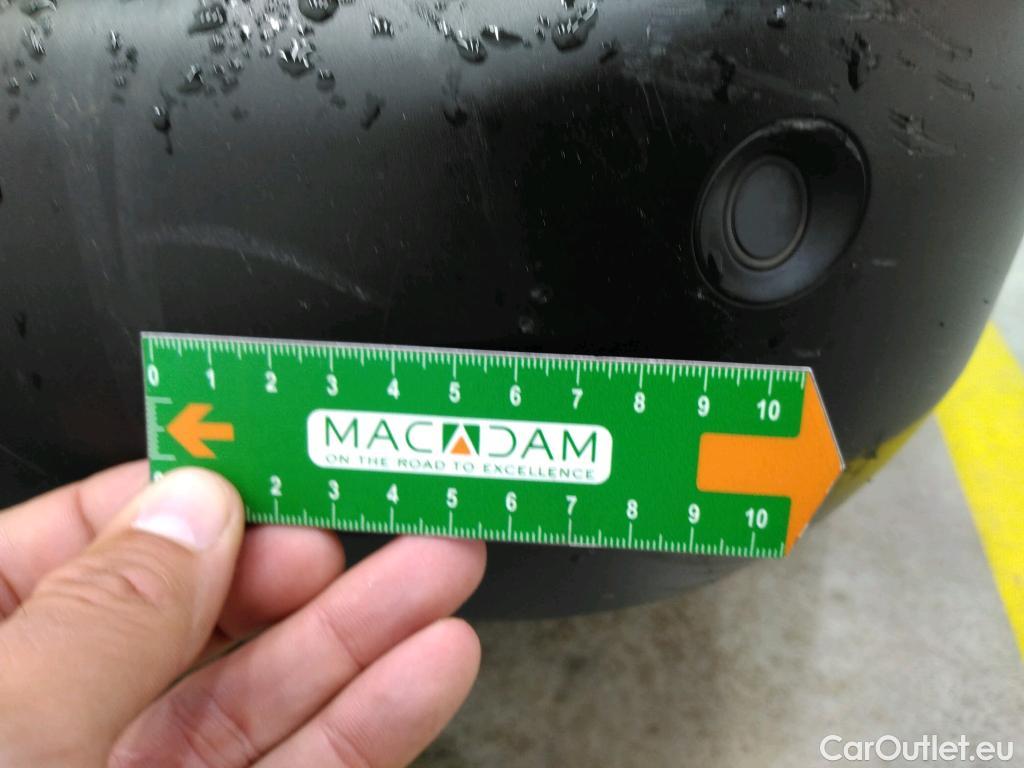 0 1 2 3 4 5 6 7 8 9 10
MACADAM
ON THE ROAD TO EXCELLENCE
2 3 4 5 6 7 8 9 10
CarOutlet.eu